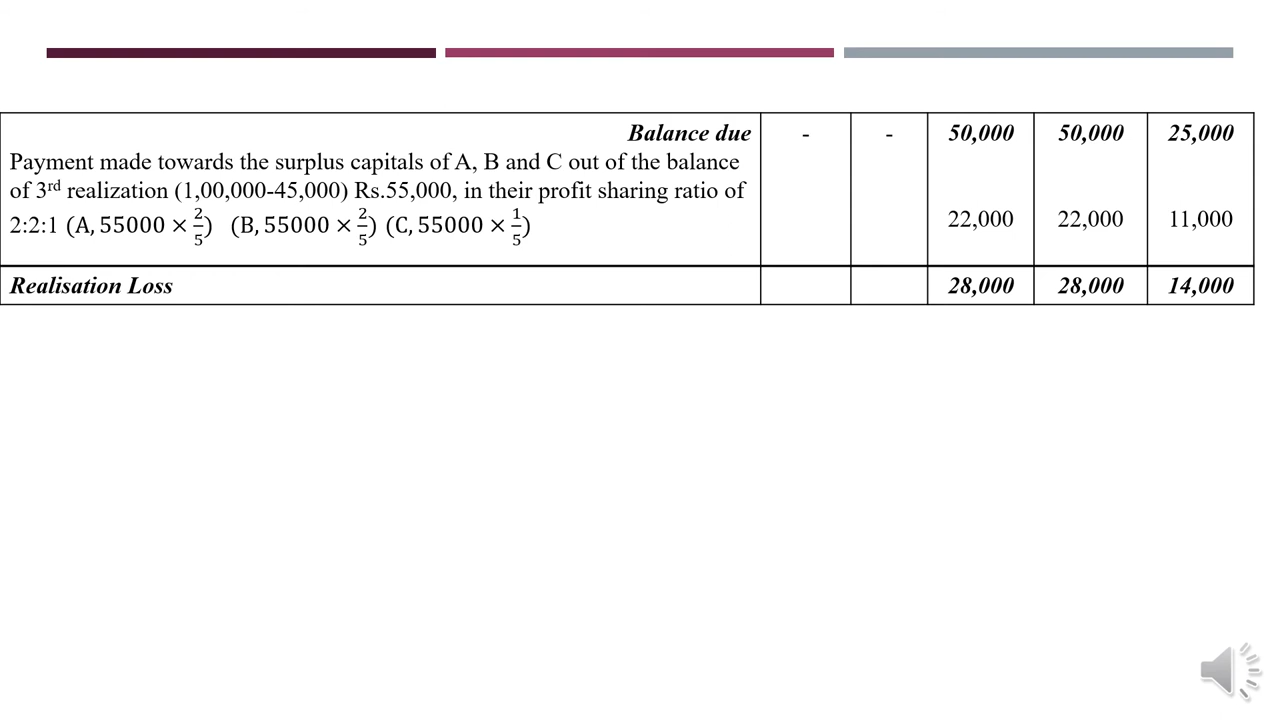 Balance due - - 50,000 50,000 25,000
Payment made towards the surplus capitals of A, B and C out of the balance
of 3rd realization (1,00,000-45,000) Rs.55,000, in their profit sharing ratio of
2:2:1 (A, 55000 × 2/5) (B, 55000 × 2/5) (C, 55000 × 1/5) 22,000 22,000 11,000
Realisation Loss 28,000 28,000 14,000